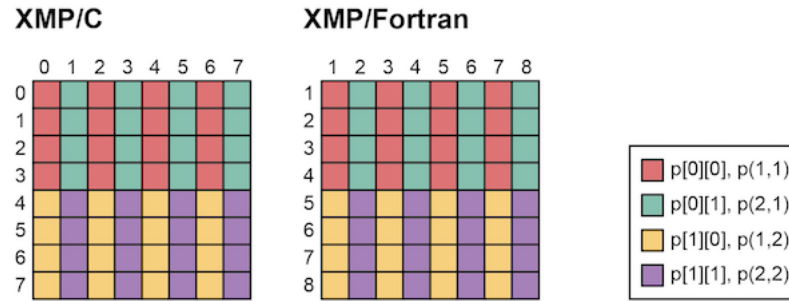 XMP/C
0 1 2 3 4 5 6 7
0
1
2
3
4
5
6
7
XMP/Fortran
1 2 3 4 5 6 7 8
1
2
3
4
5
6
7
8
p[0][0], p(1,1)
p[0][1], p(2,1)
p[1][0], p(1,2)
p[1][1], p(2,2)